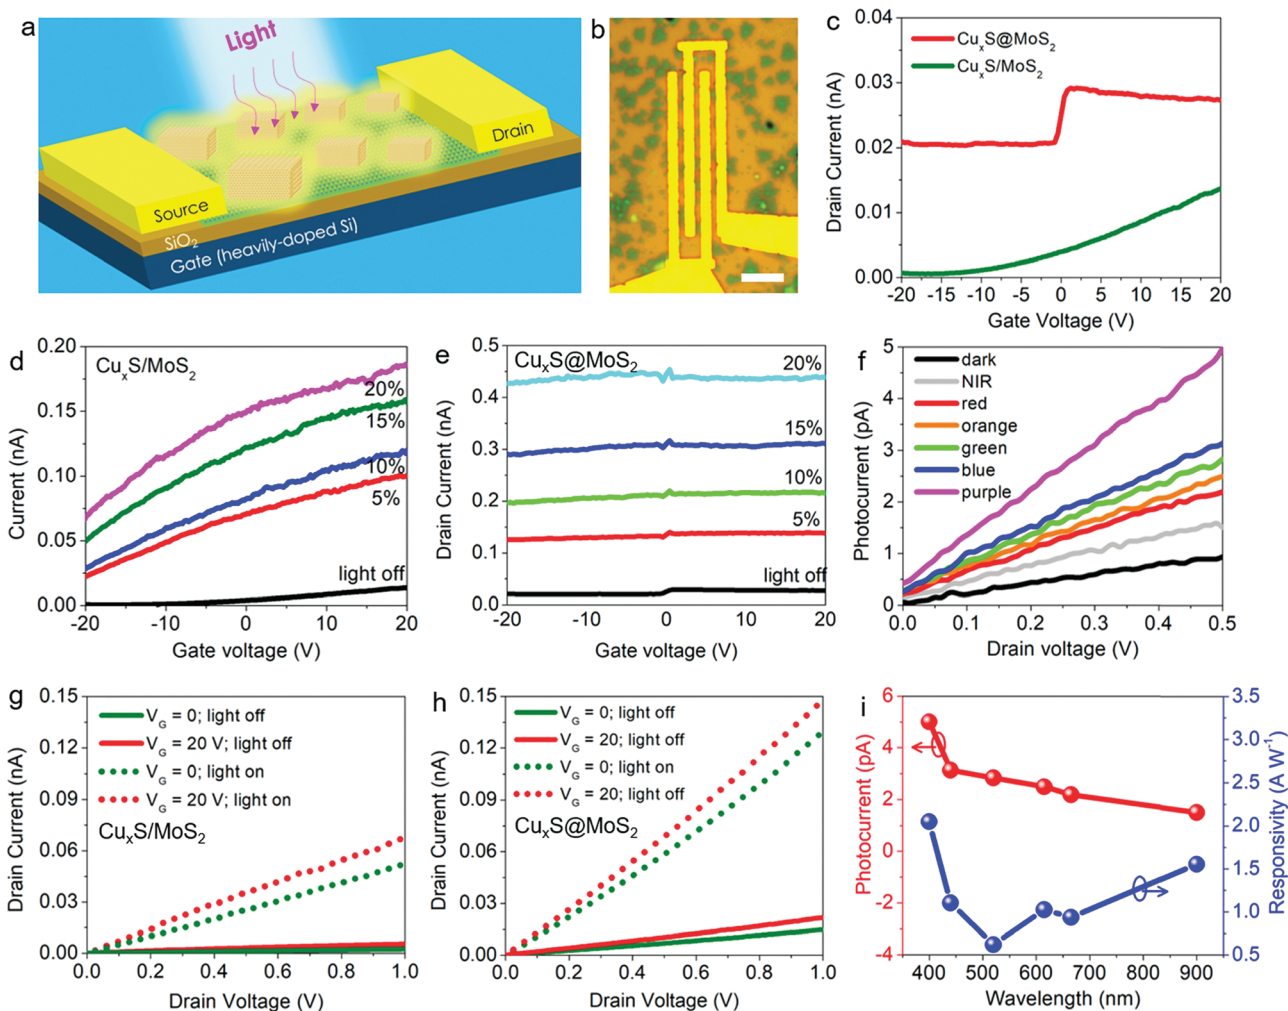 a
Light
Source
Drain
SiO2
Gate (heavily-doped Si)
b
c
0.04
0.03
0.02
0.01
0.00
Drain Current (nA)
CuxS@MoS2
CuxS/MoS2
-20 -15 -10 -5 0 5 10 15 20
Gate Voltage (V)
d
0.20
0.15
0.10
0.05
0.00
Current (nA)
CuxS/MoS2
20%
15%
10%
5%
light off
-20 -10 0 10 20
Gate voltage (V)
e
0.5
0.4
0.3
0.2
0.1
0.0
Drain Current (nA)
CuxS@MoS2
20%
15%
10%
5%
light off
-20 -10 0 10 20
Gate voltage (V)
f
5
4
3
2
1
0
Photocurrent (pA)
dark
NIR
red
orange
green
blue
purple
0.0 0.1 0.2 0.3 0.4 0.5
Drain voltage (V)
g
0.15
0.12
0.09
0.06
0.03
0.00
Drain Current (nA)
VG = 0; light off
VG = 20 V; light off
VG = 0; light on
VG = 20 V; light on
CuxS/MoS2
0.0 0.2 0.4 0.6 0.8 1.0
Drain Voltage (V)
h
0.15
0.12
0.09
0.06
0.03
0.00
Drain Current (nA)
VG = 0; light off
VG = 20; light off
VG = 0; light on
VG = 20; light off
CuxS@MoS2
0.0 0.2 0.4 0.6 0.8 1.0
Drain Voltage (V)
i
6
4
2
0
-2
-4
Photocurrent (pA)
3.5
3.0
2.5
2.0
1.5
1.0
0.5
Responsivity (A W-1)
400 500 600 700 800 900
Wavelength (nm)